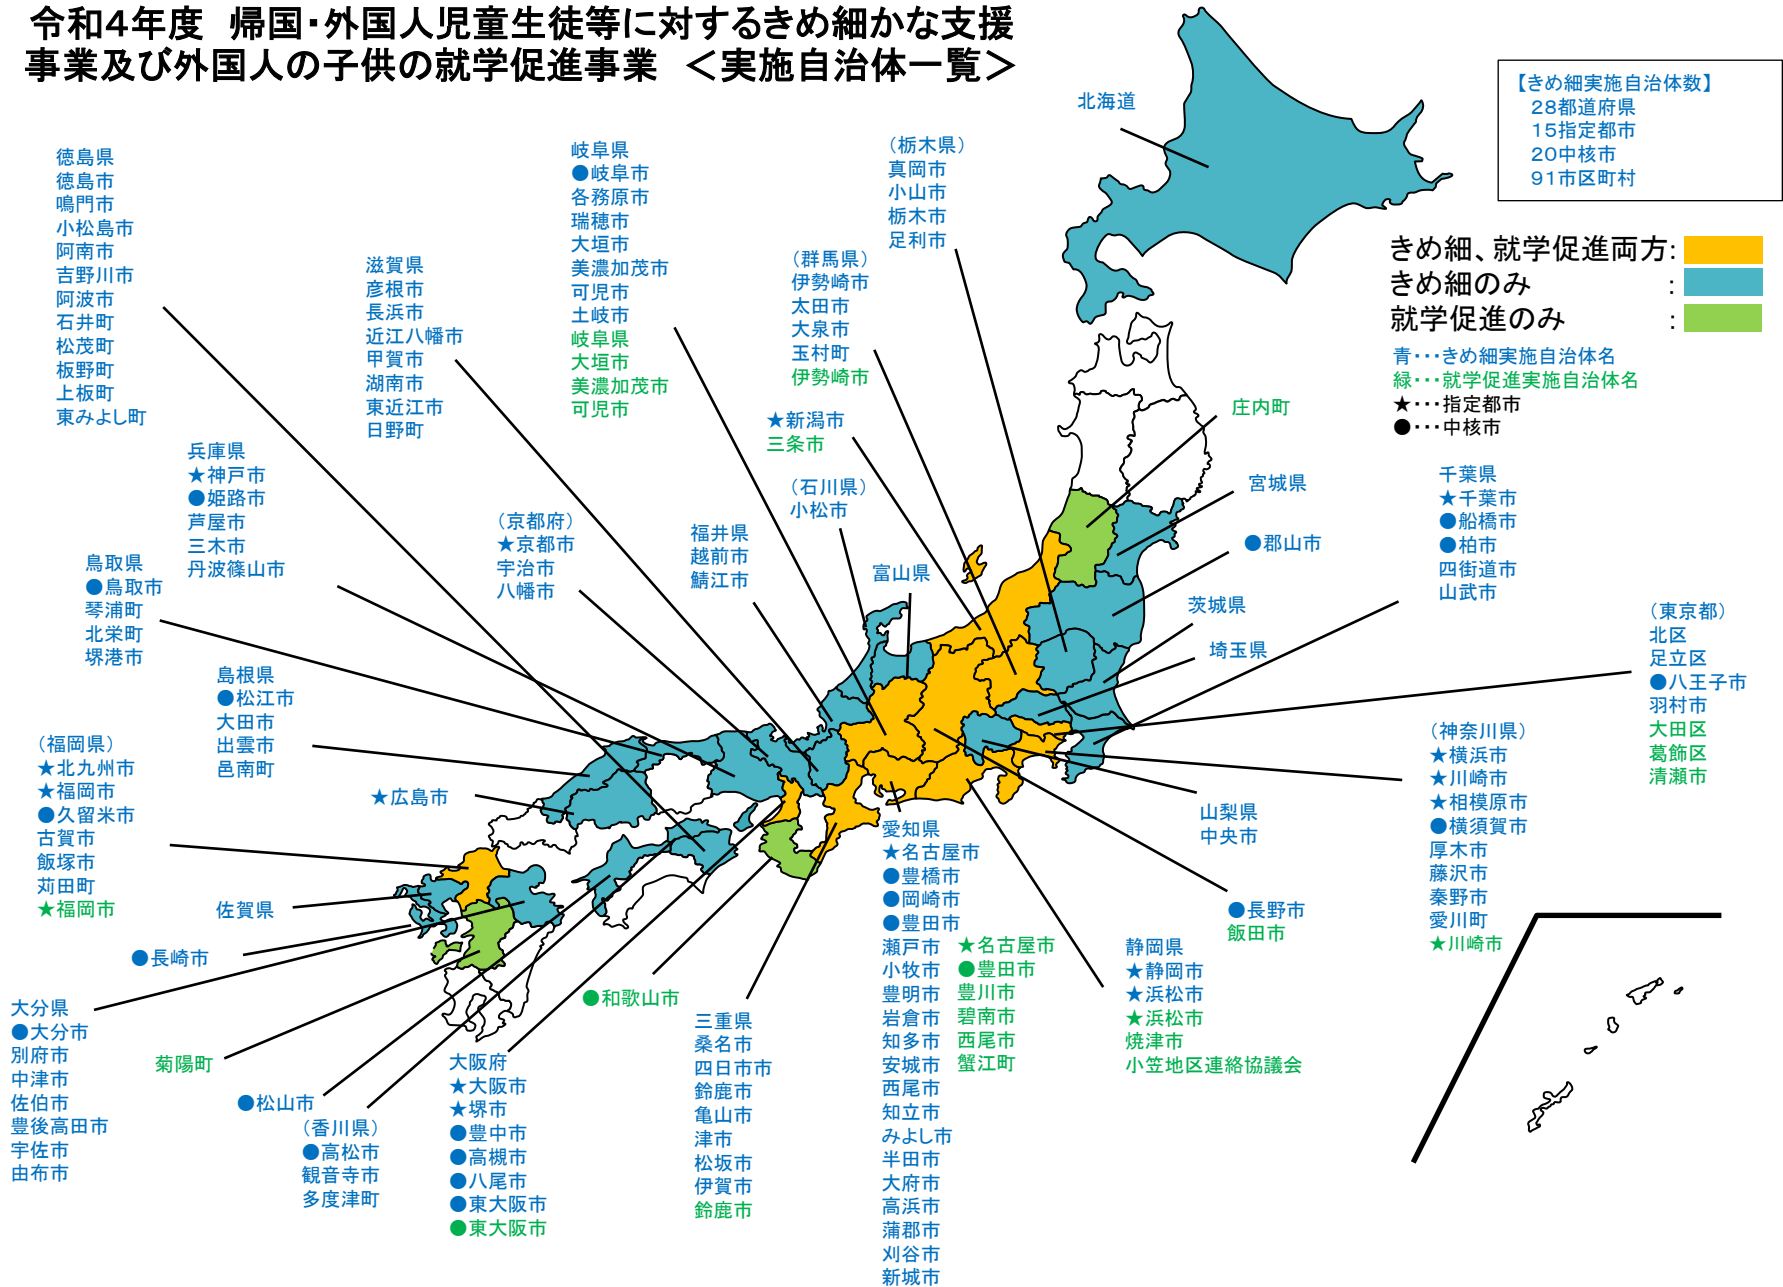 令和4年度　帰国・外国人児童生徒等に対するきめ細かな支援
事業及び外国人の子供の就学促進事業　＜実施自治体一覧＞
【きめ細実施自治体数】
28都道府県
15指定都市
20中核市
91市区町村
きめ細、就学促進両方：
きめ細のみ　　　　：
就学促進のみ　　　：
青・・・きめ細実施自治体名
緑・・・就学促進実施自治体名
★・・・指定都市
●・・・中核市
北海道
徳島県
徳島市
鳴門市
小松島市
阿南市
吉野川市
阿波市
石井町
松茂町
板野町
上板町
東みよし町
滋賀県
彦根市
長浜市
近江八幡市
甲賀市
湖南市
東近江市
日野町
岐阜県
●岐阜市
各務原市
瑞穂市
大垣市
美濃加茂市
可児市
土岐市
岐阜県
大垣市
美濃加茂市
可児市
（群馬県）
伊勢崎市
太田市
大泉市
玉村町
伊勢崎市
（栃木県）
真岡市
小山市
栃木市
足利市
★新潟市
三条市
（石川県）
小松市
庄内町
宮城県
●郡山市
茨城県
埼玉県
千葉県
★千葉市
●船橋市
●柏市
四街道市
山武市
（東京都）
北区
足立区
●八王子市
羽村市
大田区
葛飾区
清瀬市
兵庫県
★神戸市
●姫路市
芦屋市
三木市
丹波篠山市
（京都府）
★京都市
宇治市
八幡市
福井県
越前市
鯖江市
富山県
鳥取県
●鳥取市
琴浦町
北栄町
堺港市
島根県
●松江市
大田市
出雲市
邑南町
（福岡県）
★北九州市
★福岡市
●久留米市
古賀市
飯塚市
苅田町
★福岡市
★広島市
佐賀県
●長崎市
大分県
●大分市
別府市
中津市
佐伯市
豊後高田市
宇佐市
由布市
菊陽町
●松山市
（香川県）
●高松市
観音寺市
多度津町
大阪府
★大阪市
★堺市
●豊中市
●高槻市
●八尾市
●東大阪市
●東大阪市
●和歌山市
三重県
桑名市
四日市市
鈴鹿市
亀山市
津市
松坂市
伊賀市
鈴鹿市
愛知県
★名古屋市
●豊橋市
●岡崎市
●豊田市
瀬戸市
小牧市
豊明市
岩倉市
知多市
安城市
西尾市
知立市
みよし市
半田市
大府市
高浜市
蒲郡市
刈谷市
新城市
★名古屋市
●豊田市
豊川市
碧南市
西尾市
蟹江町
静岡県
★静岡市
★浜松市
★浜松市
焼津市
小笠地区連絡協議会
●長野市
飯田市
山梨県
中央市
（神奈川県）
★横浜市
★川崎市
★相模原市
●横須賀市
厚木市
藤沢市
秦野市
愛川町
★川崎市